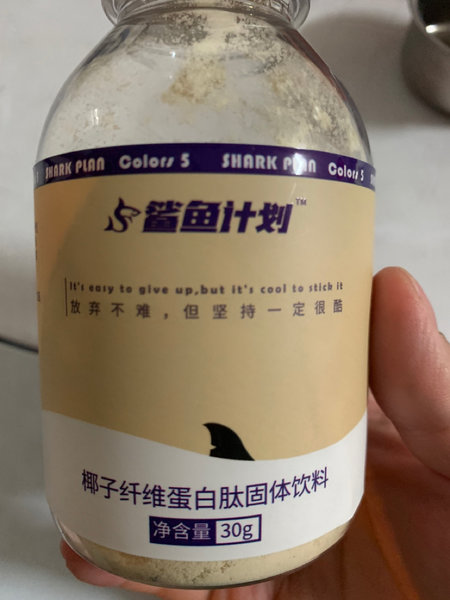 SHARK PLAN Colors 5 SHARK PLAN Colors 5
鲨鱼计划™
It's easy to give up,but it's cool to stick it
放弃不难，但坚持一定很酷
椰子纤维蛋白肽固体饮料
净含量 30g